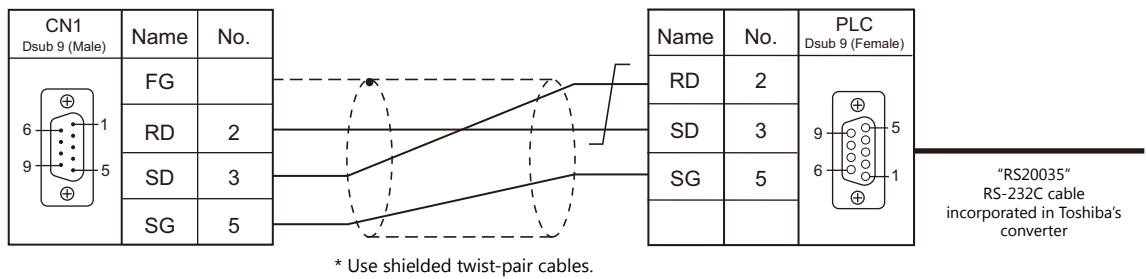 CN1
Dsub 9 (Male)
Name No.
FG
RD 2
SD 3
SG 5
6 1
9 5
Name No.
RD 2
SD 3
SG 5
PLC
Dsub 9 (Female)
9 5
6 1
"RS20035"
RS-232C cable
incorporated in Toshiba's
converter
* Use shielded twist-pair cables.